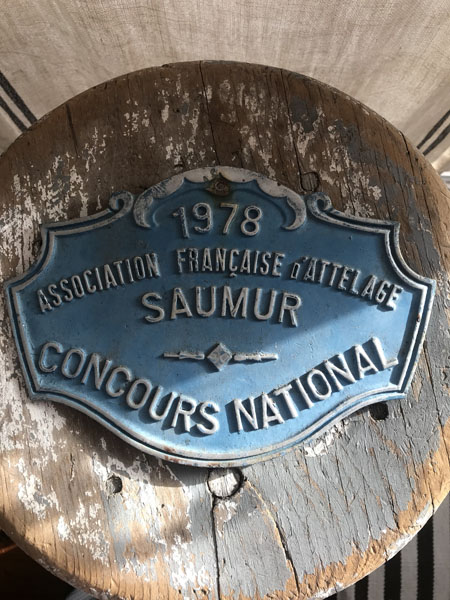 1978
ASSOCIATION FRANÇAISE d'ATTELAGE
SAUMUR
CONCOURS NATIONAL